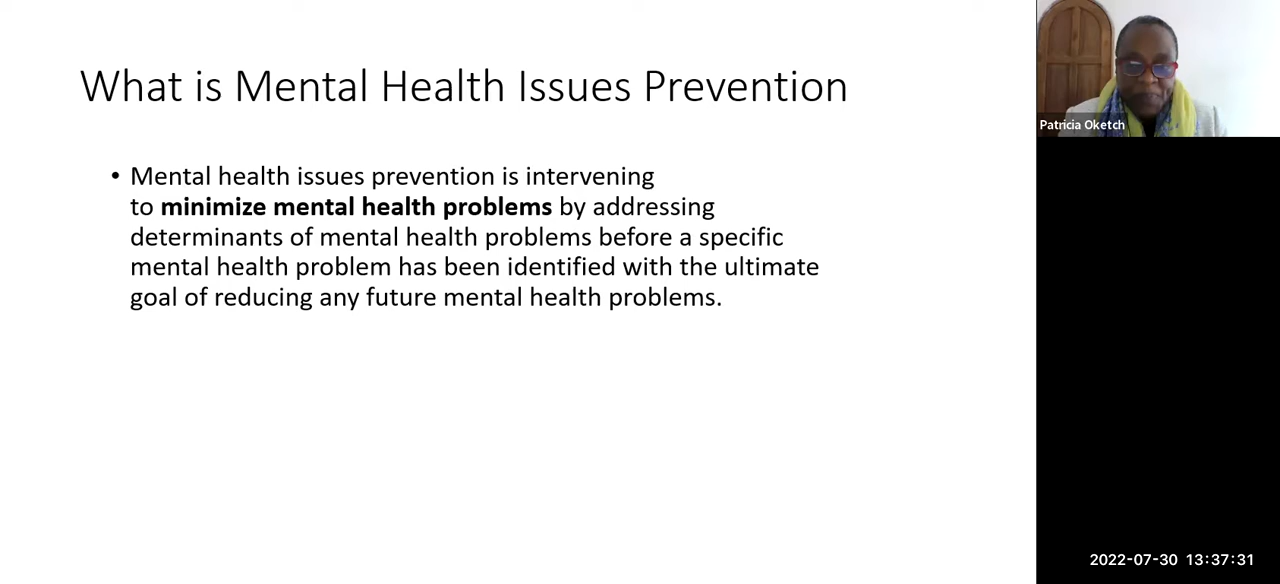 What is Mental Health Issues Prevention
• Mental health issues prevention is intervening
to minimize mental health problems by addressing
determinants of mental health problems before a specific
mental health problem has been identified with the ultimate
goal of reducing any future mental health problems.
Patricia Oketch
2022-07-30 13:37:31